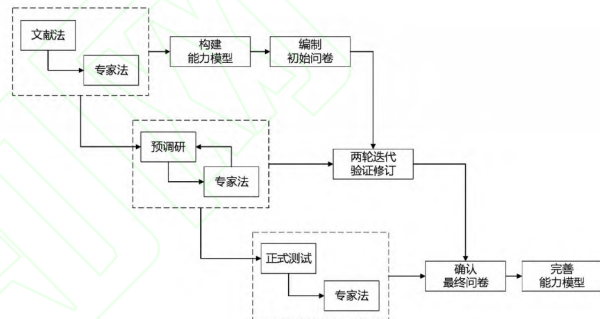 文献法
专家法
构建
能力模型
编制
初始问卷
预调研
专家法
两轮迭代
验证修订
正式测试
专家法
确认
最终问卷
完善
能力模型